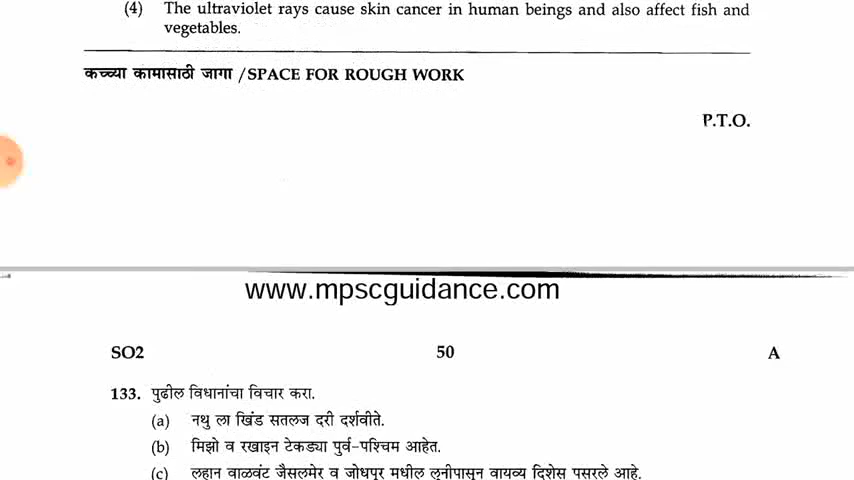 (4) The ultraviolet rays cause skin cancer in human beings and also affect fish and
vegetables.
कच्च्या कामासाठी जागा /SPACE FOR ROUGH WORK
P.T.O.
www.mpscguidance.com
SO2 50 A
133. पुढील विधानांचा विचार करा.
(a) नथु ला खिंड सतलज दरी दर्शवीते.
(b) मिझो व रखाइन टेकड्या पुर्व-पश्चिम आहेत.
(c) लहान वाळवंट जैसलमेर व जोधपूर मधील लूनीपासून वायव्य दिशेस पसरले आहे.